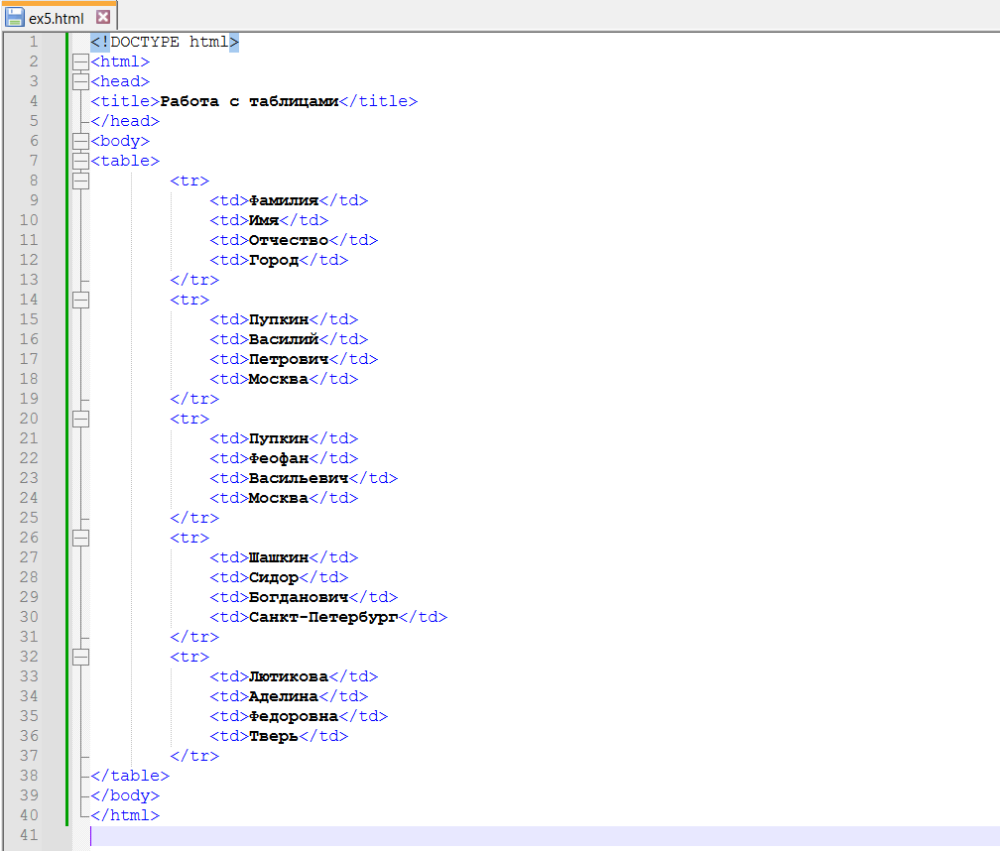 ex5.html
1 <!DOCTYPE html>
2 <html>
3 <head>
4 <title>Работа с таблицами</title>
5 </head>
6 <body>
7 <table>
8 <tr>
9 <td>Фамилия</td>
10 <td>Имя</td>
11 <td>Отчество</td>
12 <td>Город</td>
13 </tr>
14 <tr>
15 <td>Пупкин</td>
16 <td>Василий</td>
17 <td>Петрович</td>
18 <td>Москва</td>
19 </tr>
20 <tr>
21 <td>Пупкин</td>
22 <td>Феофан</td>
23 <td>Васильевич</td>
24 <td>Москва</td>
25 </tr>
26 <tr>
27 <td>Шашкин</td>
28 <td>Сидор</td>
29 <td>Богданович</td>
30 <td>Санкт-Петербург</td>
31 </tr>
32 <tr>
33 <td>Лютикова</td>
34 <td>Аделина</td>
35 <td>Федоровна</td>
36 <td>Тверь</td>
37 </tr>
38 </table>
39 </body>
40 </html>
41